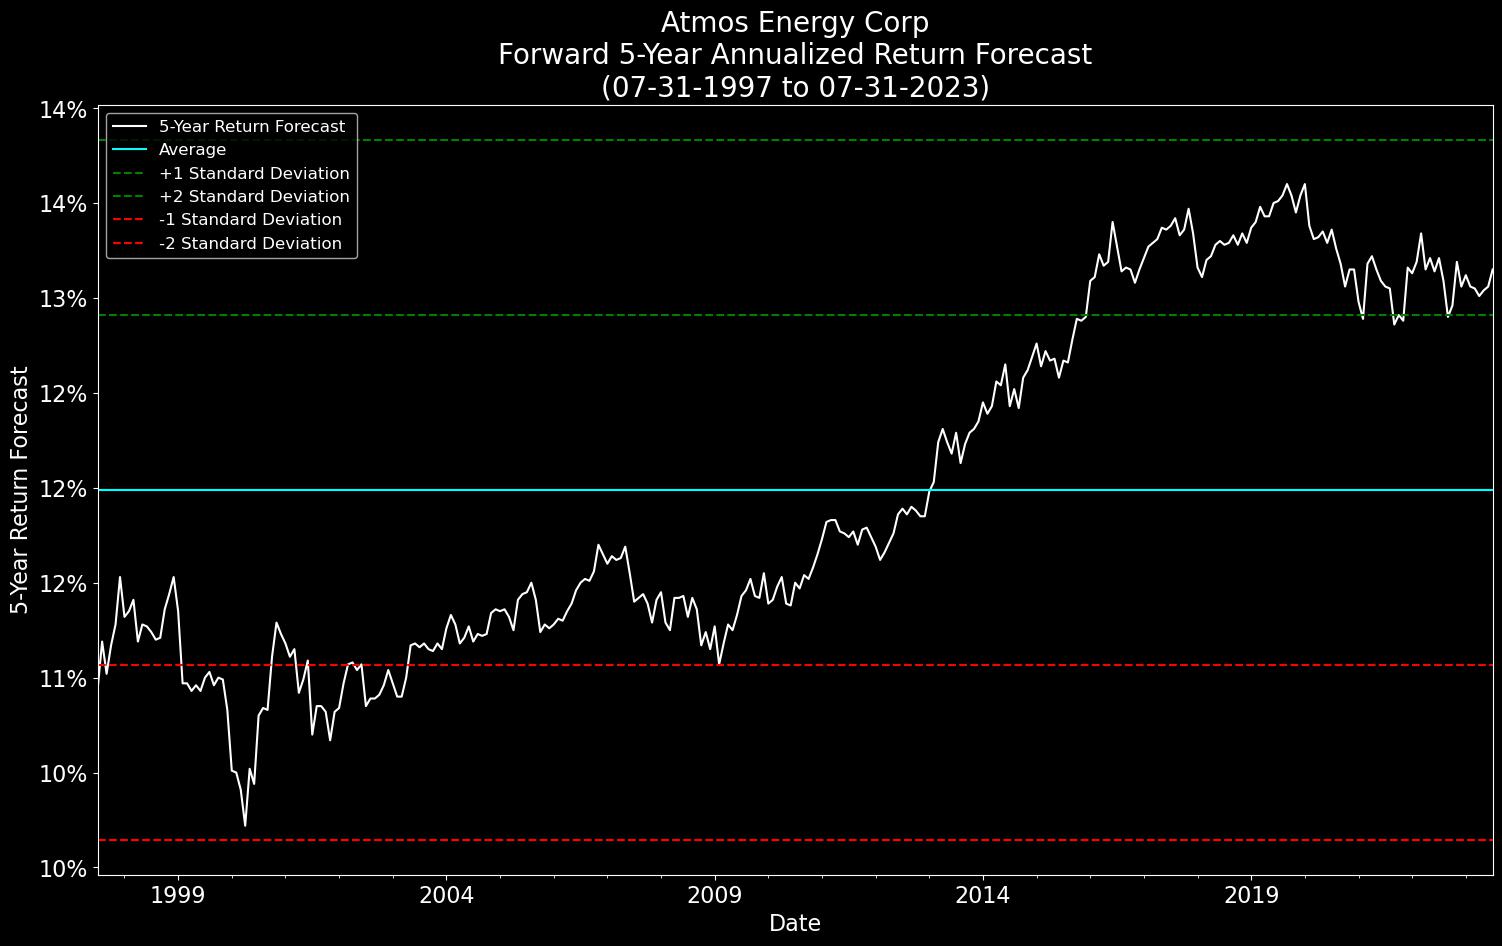 Atmos Energy Corp
Forward 5-Year Annualized Return Forecast
(07-31-1997 to 07-31-2023)
14%
14%
13%
12%
12%
12%
11%
10%
10%
5-Year Return Forecast
5-Year Return Forecast
Average
+1 Standard Deviation
+2 Standard Deviation
-1 Standard Deviation
-2 Standard Deviation
1999
2004
2009
2014
2019
Date